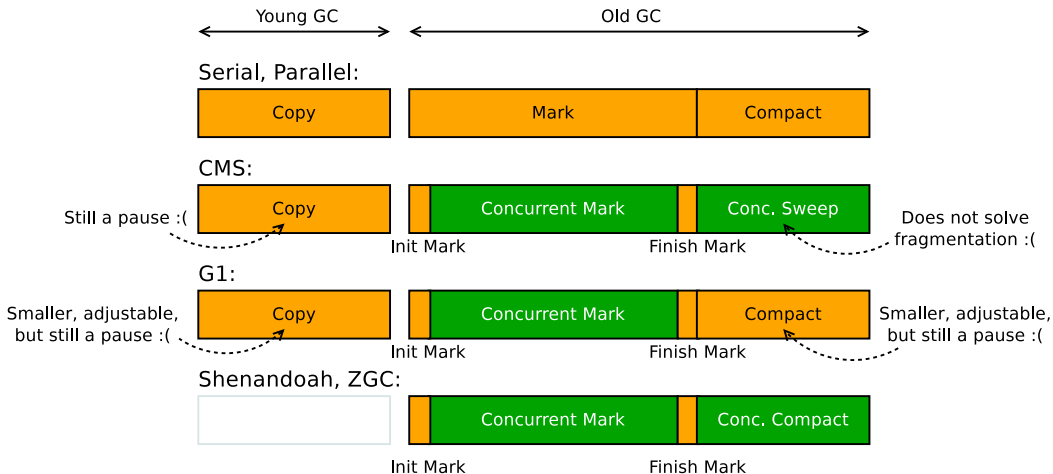 Young GC
Old GC
Serial, Parallel:
Copy
Mark
Compact
CMS:
Still a pause :(
Copy
Concurrent Mark
Conc. Sweep
Does not solve
fragmentation :(
Init Mark
Finish Mark
G1:
Smaller, adjustable,
but still a pause :(
Copy
Concurrent Mark
Compact
Smaller, adjustable,
but still a pause :(
Init Mark
Finish Mark
Shenandoah, ZGC:
Concurrent Mark
Conc. Compact
Init Mark
Finish Mark